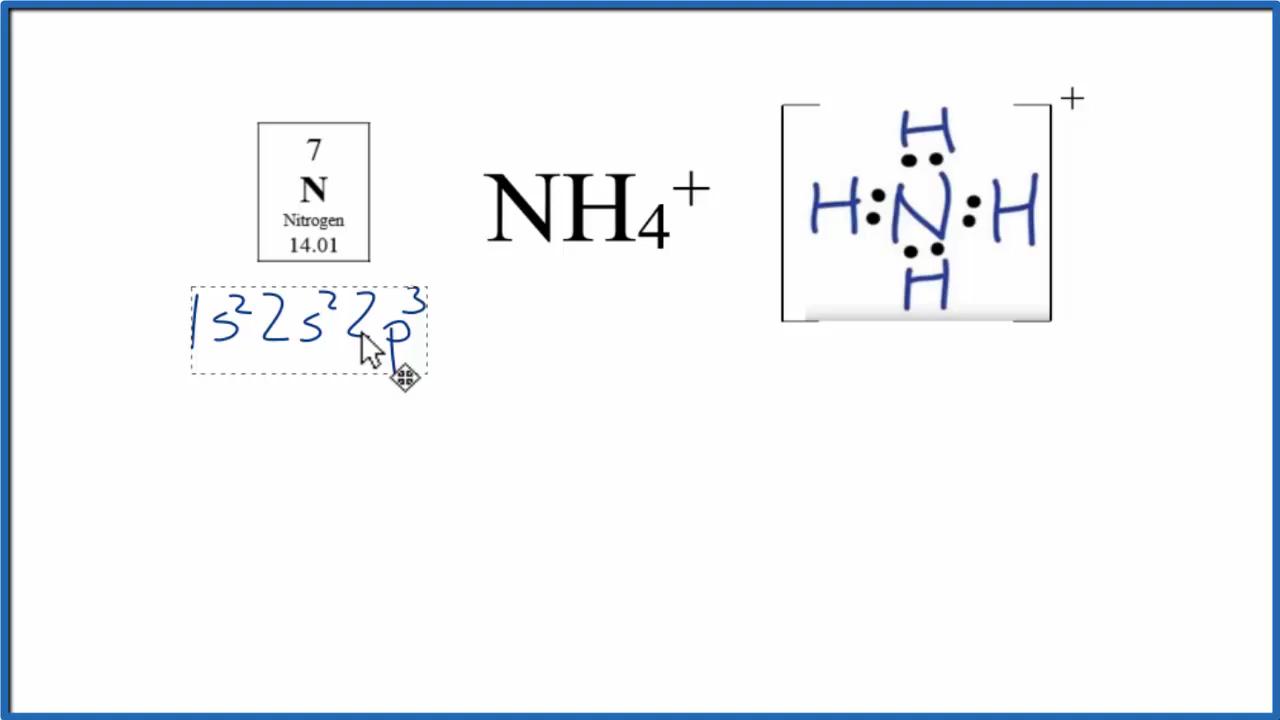 7
N
Nitrogen
14.01
1s²2s²2p³
NH₄⁺
+
H
H:N:H
H